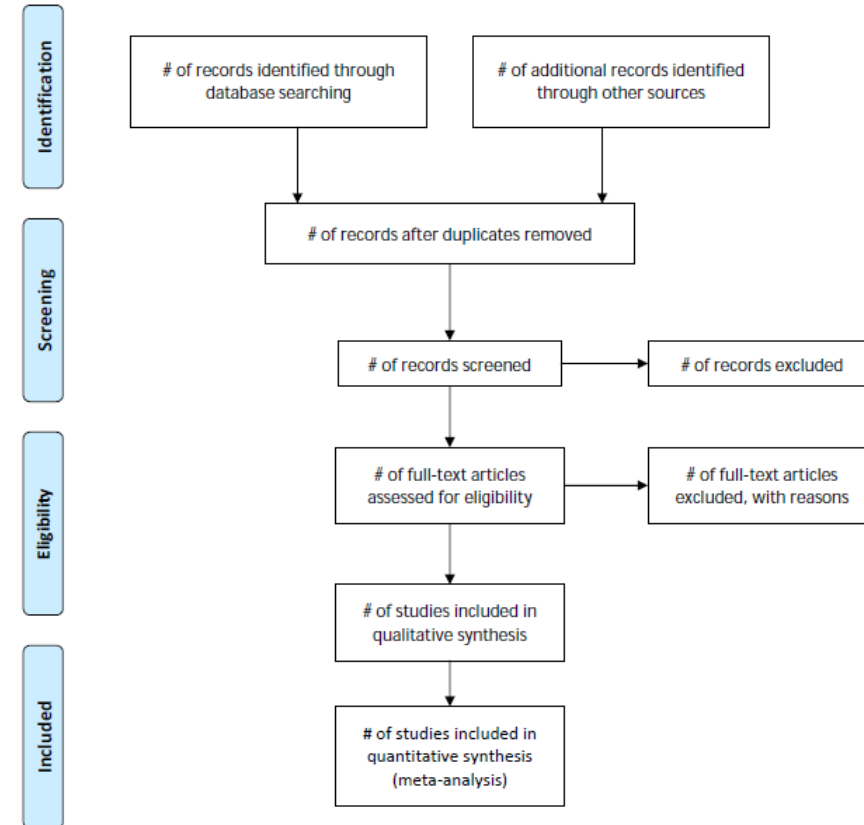 Identification
# of records identified through
database searching
# of additional records identified
through other sources
# of records after duplicates removed
Screening
# of records screened
# of records excluded
Eligibility
# of full-text articles
assessed for eligibility
# of full-text articles
excluded, with reasons
# of studies included in
qualitative synthesis
Included
# of studies included in
quantitative synthesis
(meta-analysis)